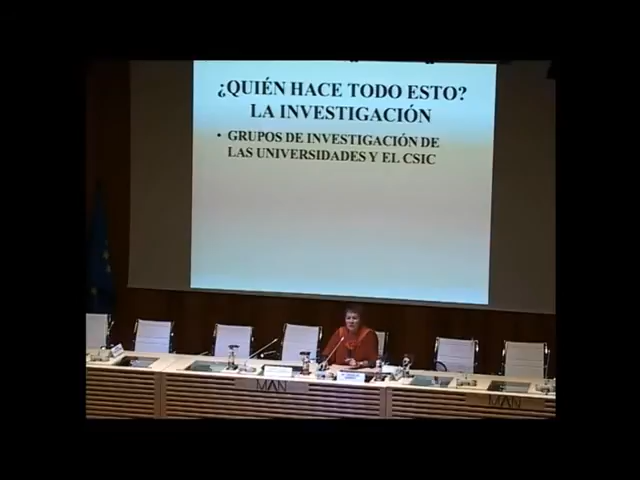 ¿QUIÉN HACE TODO ESTO?
LA INVESTIGACIÓN
• GRUPOS DE INVESTIGACIÓN DE
LAS UNIVERSIDADES Y EL CSIC
MAN
MAN